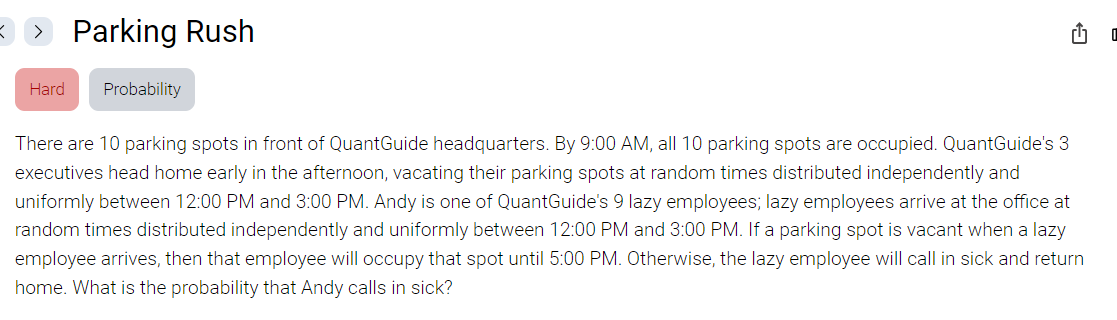 Parking Rush
Hard Probability
There are 10 parking spots in front of QuantGuide headquarters. By 9:00 AM, all 10 parking spots are occupied. QuantGuide's 3
executives head home early in the afternoon, vacating their parking spots at random times distributed independently and
uniformly between 12:00 PM and 3:00 PM. Andy is one of QuantGuide's 9 lazy employees; lazy employees arrive at the office at
random times distributed independently and uniformly between 12:00 PM and 3:00 PM. If a parking spot is vacant when a lazy
employee arrives, then that employee will occupy that spot until 5:00 PM. Otherwise, the lazy employee will call in sick and return
home. What is the probability that Andy calls in sick?